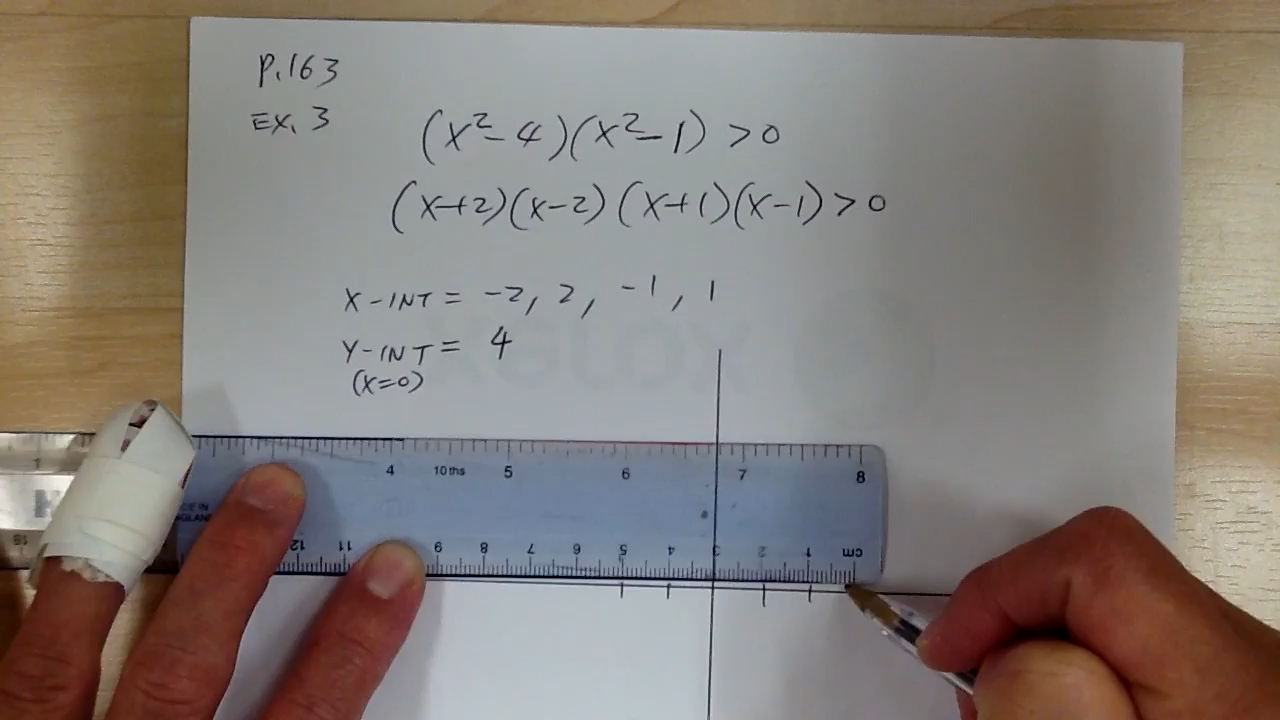 P.163
EX. 3
(x²-4)(x²-1) > 0
(x+2)(x-2)(x+1)(x-1) > 0
X-INT = -2, 2, -1, 1
Y-INT = 4
(x=0)
4 10 ths 5 6 7 8
12 11 9 8 7 6 5 4 3 2 1 cm